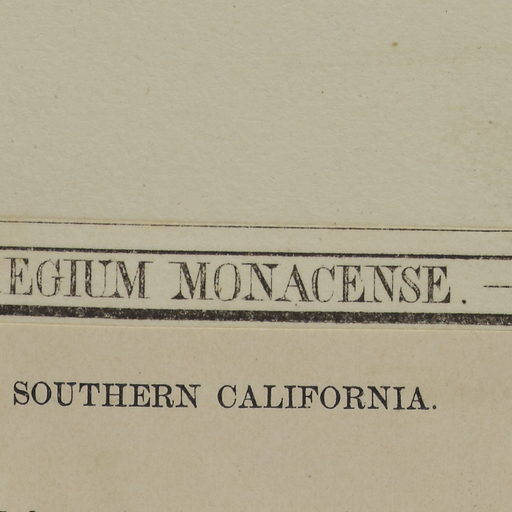 EGIUM MONACENSE. —
SOUTHERN CALIFORNIA.